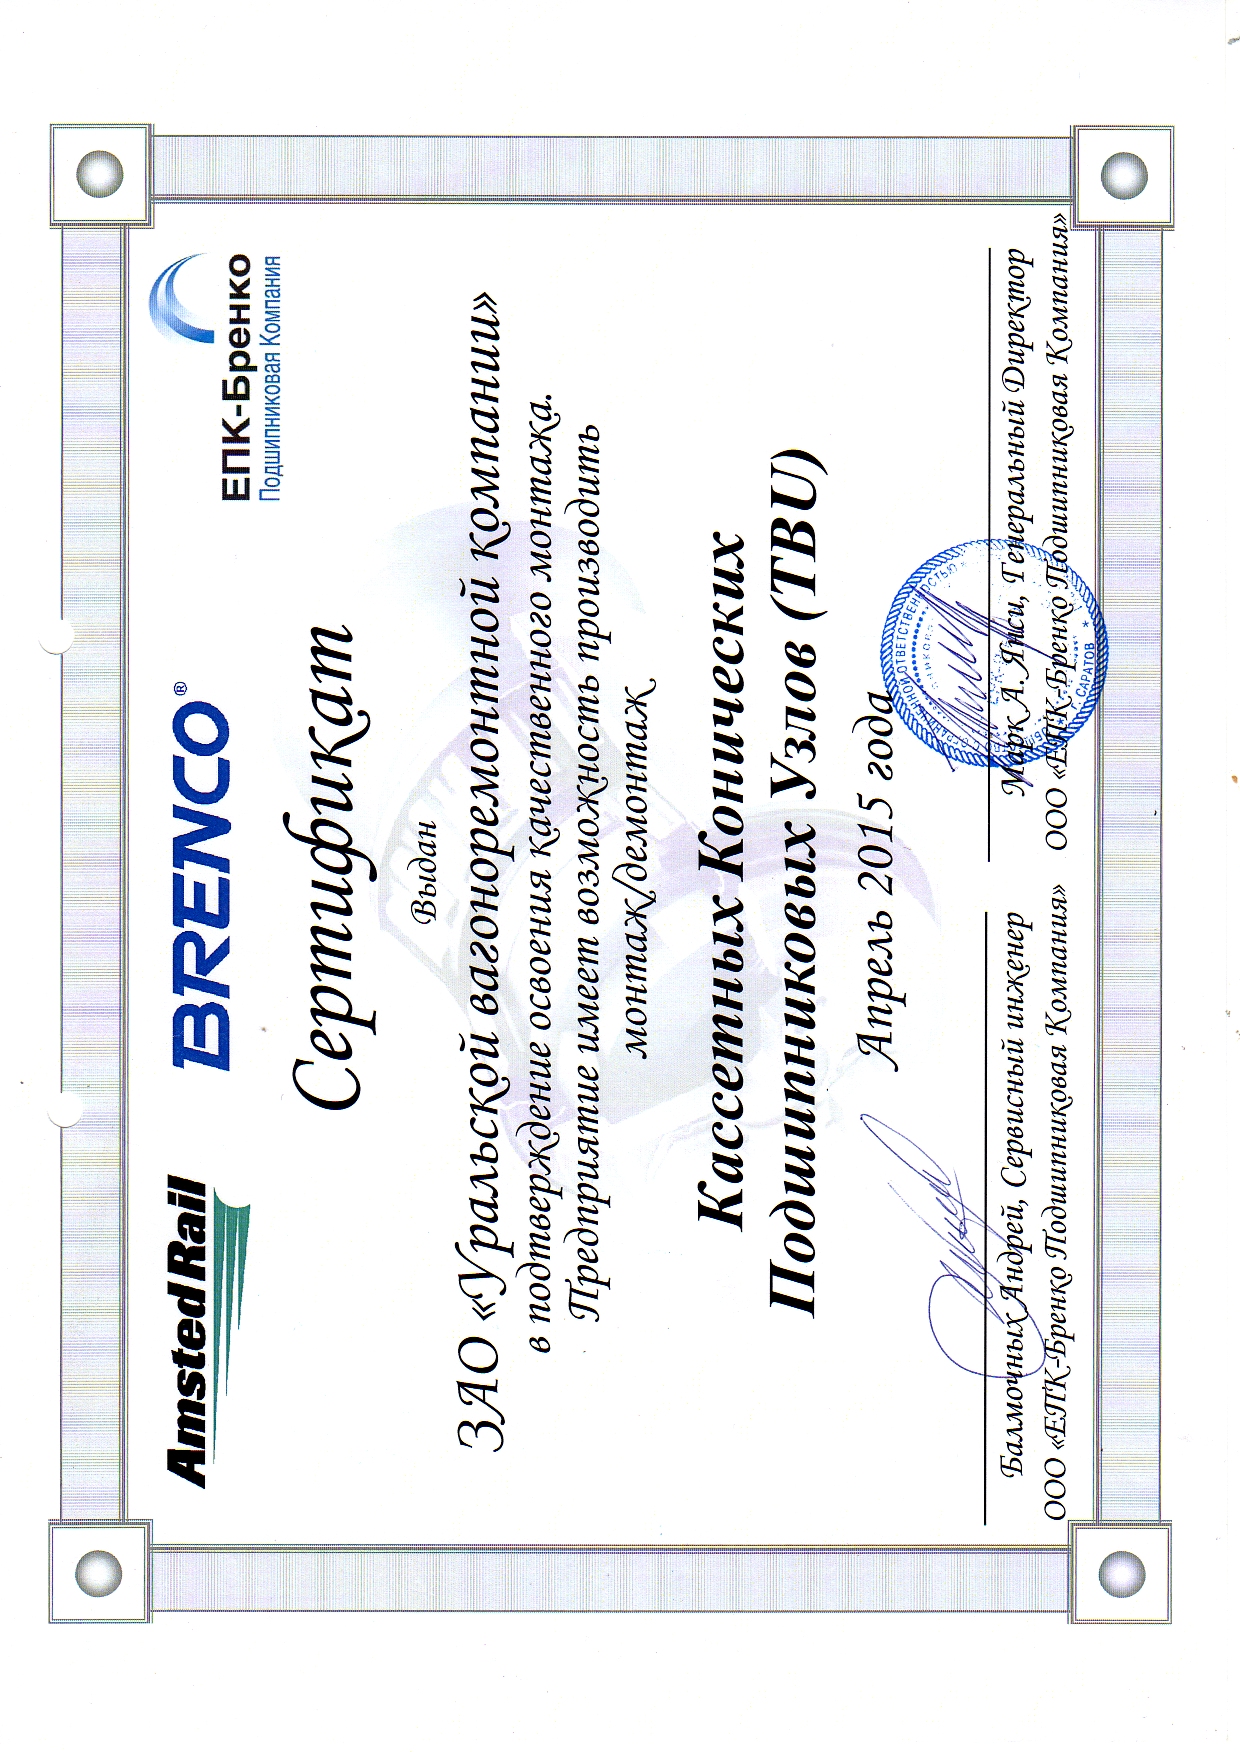 AmstedRail
BRENCO®
ЕПК-Бренко
Подшипниковая Компания
Сертификат
Выдан
ЗАО «Уральской вагоноремонтной компании»
в подтверждение освоения качественного монтажа.
Предприятие имеет возможность производить
монтаж/демонтаж
Кассетных Конических
Подшипниковых Узлов (TBU)
Апрель 2015 года
Балмочных Андрей, Сервисный инженер
ООО «ЕПК-Бренко Подшипниковая Компания»
Марк А. Янси, Генеральный Директор
ООО «ЕПК-Бренко Подшипниковая Компания»
ОТВЕТСТВЕННОСТЬЮ
г. САРАТОВ